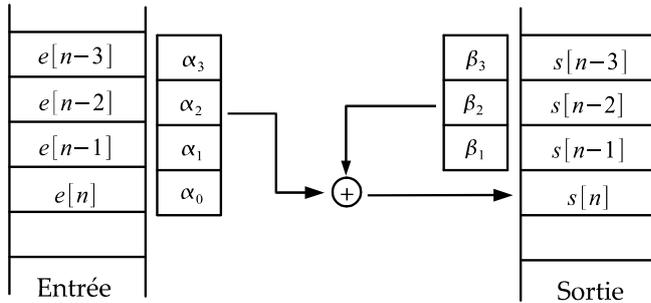 e[n−3] α₃ β₃ s[n−3]
e[n−2] α₂ β₂ s[n−2]
e[n−1] α₁ β₁ s[n−1]
e[n] α₀ + s[n]
Entrée Sortie